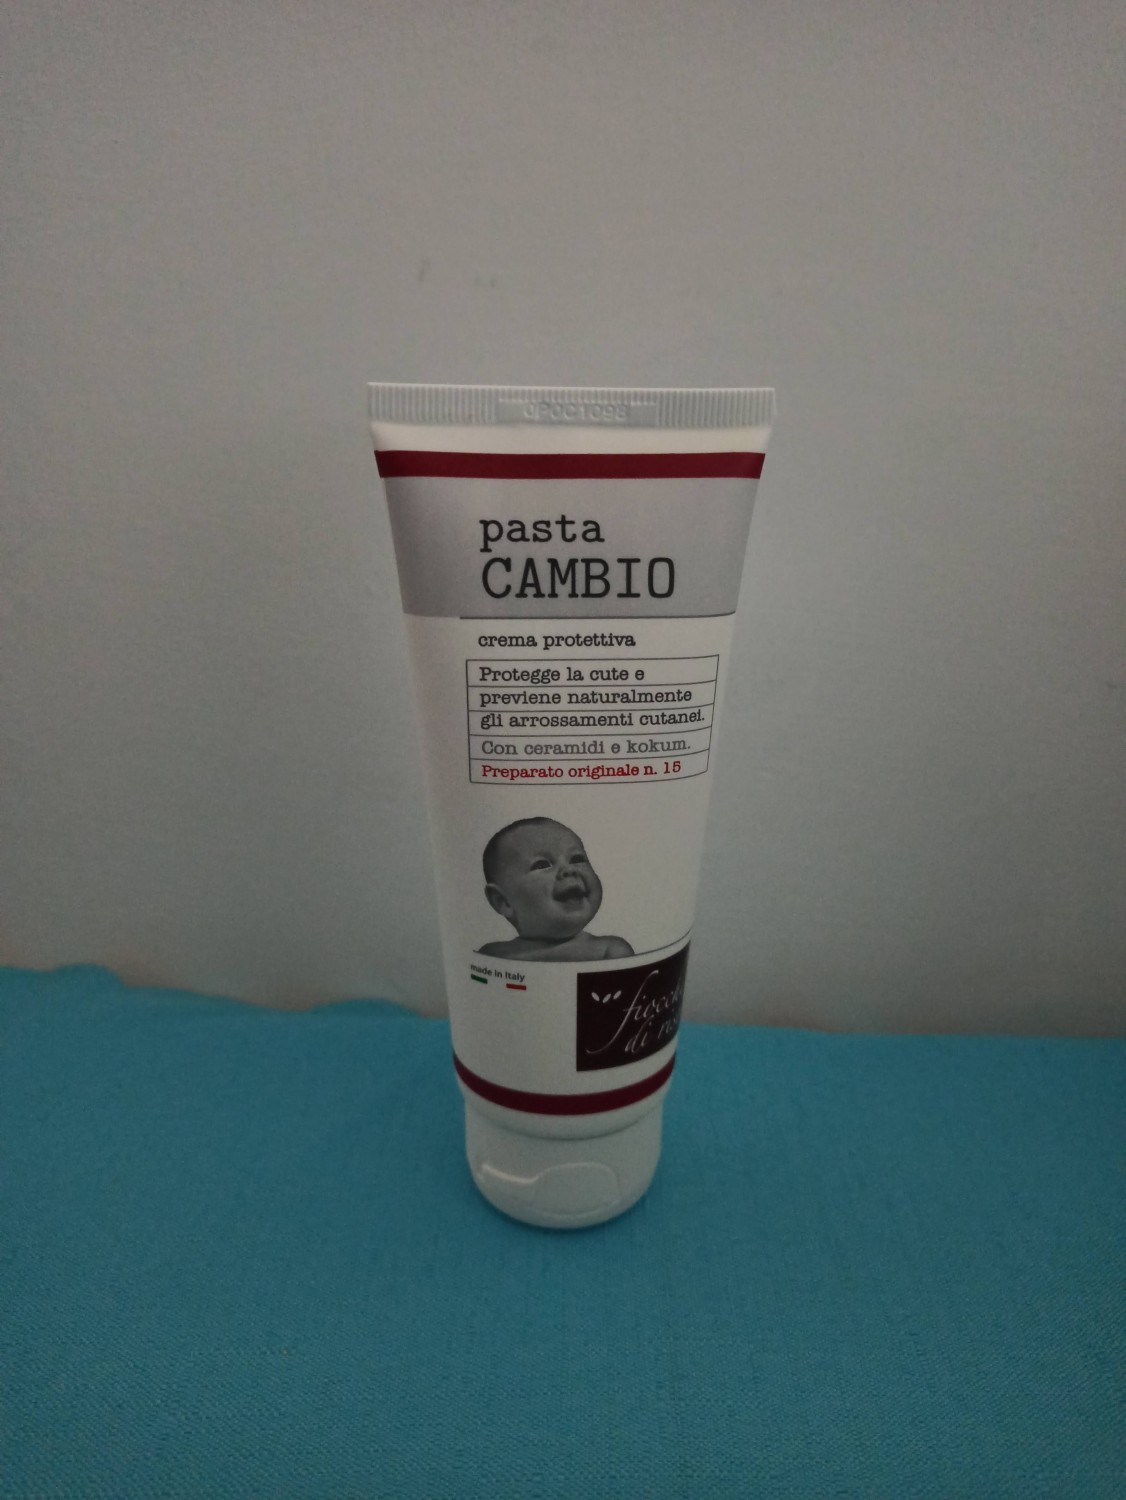 pasta
CAMBIO
crema protettiva
Protegge la cute e
previene naturalmente
gli arrossamenti cutanei.
Con ceramidi e kokum.
Preparato originale n. 15
made in Italy
di